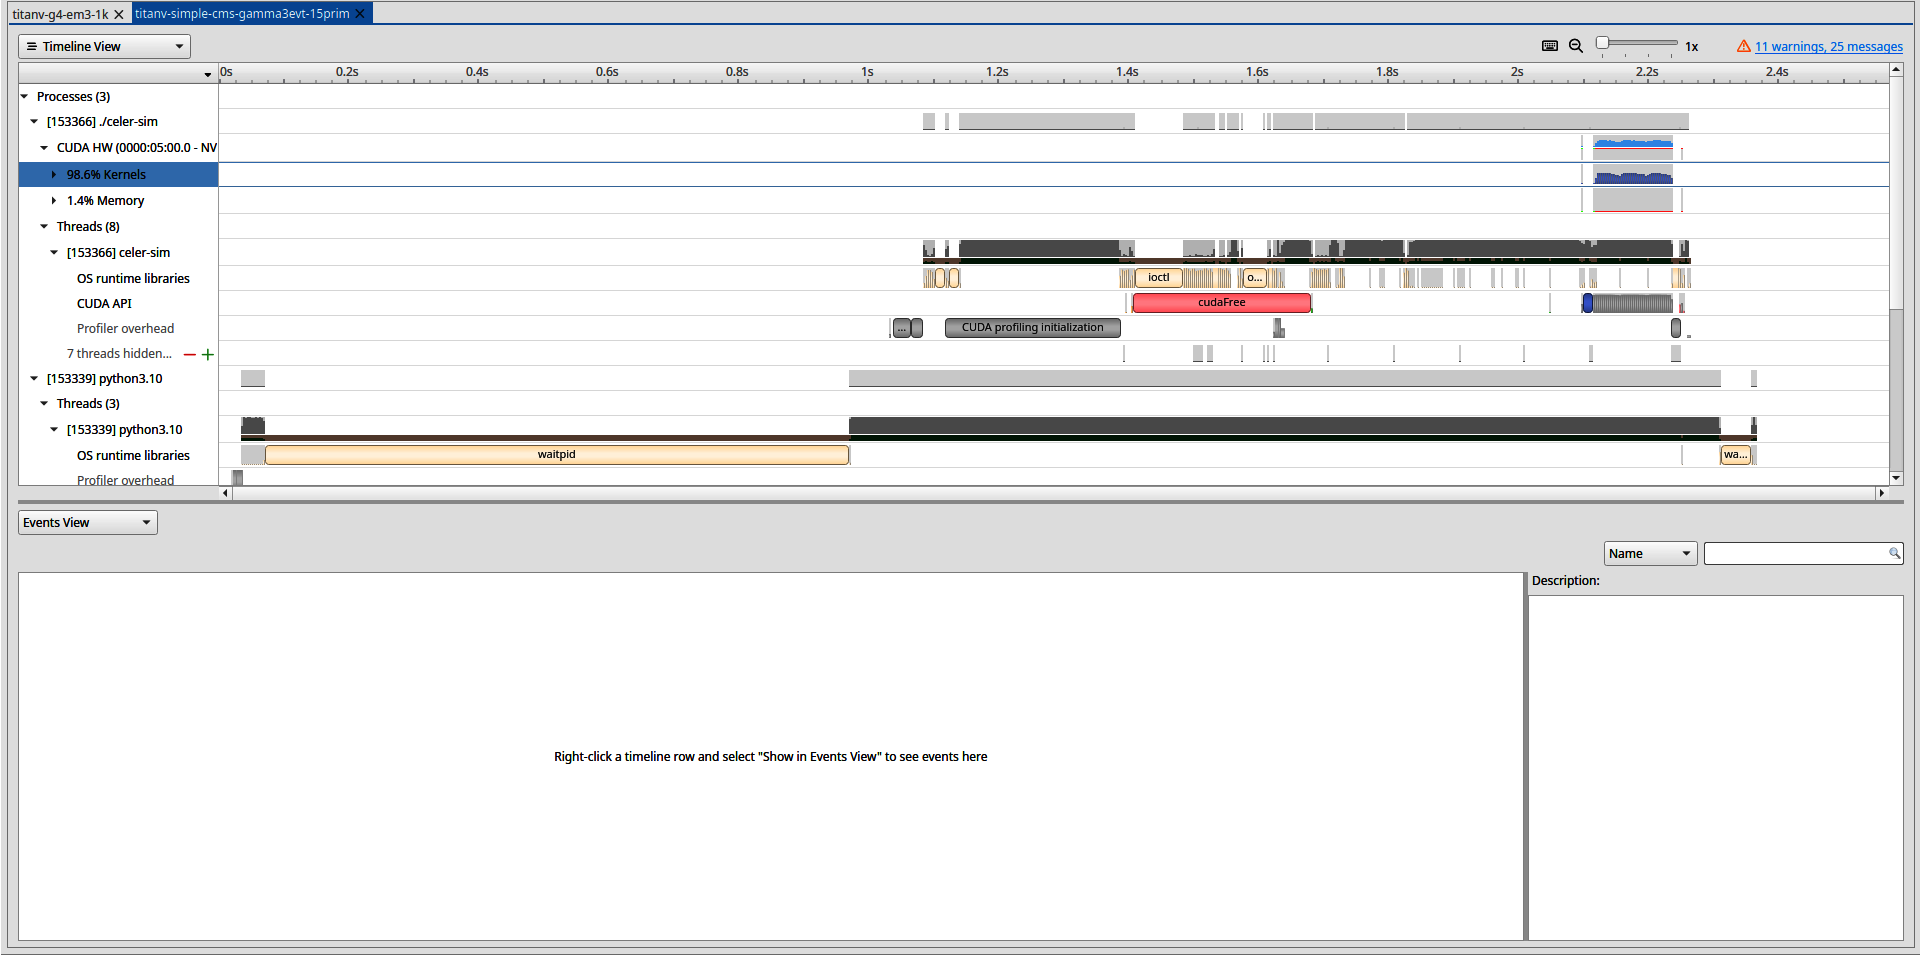 titanv-g4-em3-1k titanv-simple-cms-gamma3evt-15prim
Timeline View 1x 11 warnings, 25 messages
0s 0.2s 0.4s 0.6s 0.8s 1s 1.2s 1.4s 1.6s 1.8s 2s 2.2s 2.4s
Processes (3)
[153366] ./celer-sim
CUDA HW (0000:05:00.0 - NV
98.6% Kernels
1.4% Memory
Threads (8)
[153366] celer-sim
OS runtime libraries ioctl o...
CUDA API cudaFree
Profiler overhead ... CUDA profiling initialization
7 threads hidden...
[153339] python3.10
Threads (3)
[153339] python3.10
OS runtime libraries waitpid wa...
Profiler overhead
Events View
Name
Description:
Right-click a timeline row and select "Show in Events View" to see events here